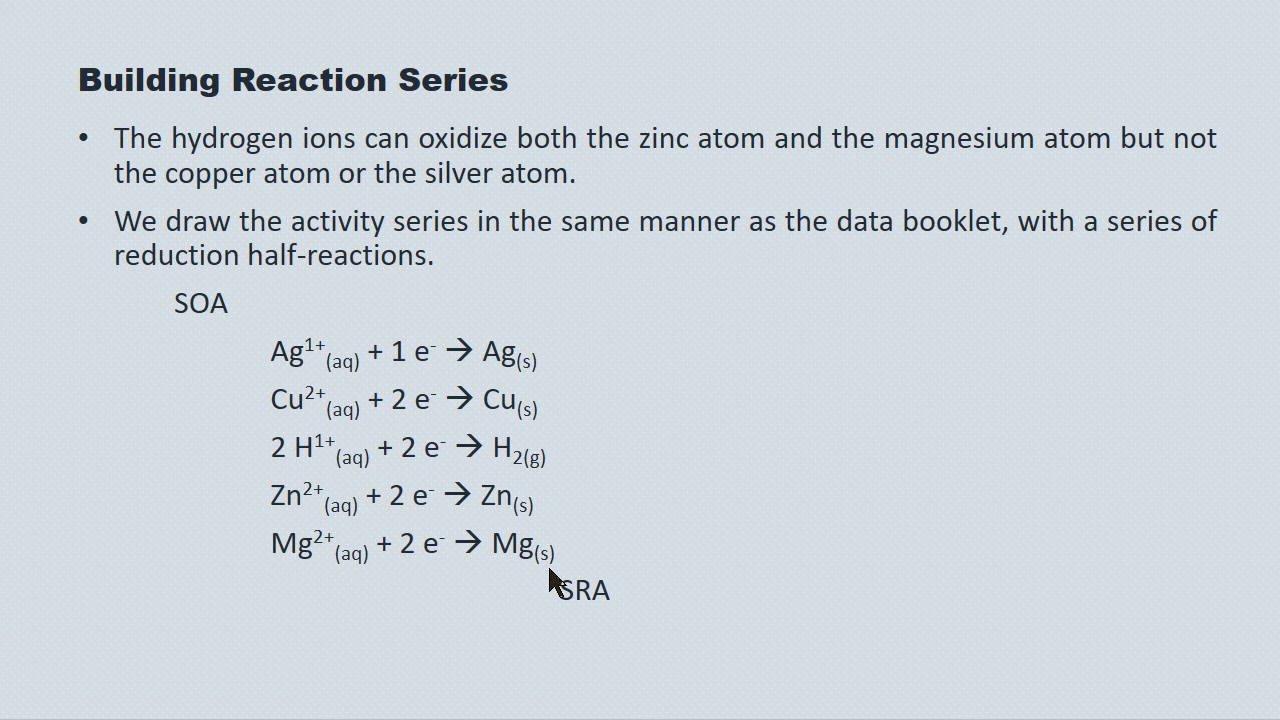 Building Reaction Series
• The hydrogen ions can oxidize both the zinc atom and the magnesium atom but not
the copper atom or the silver atom.
• We draw the activity series in the same manner as the data booklet, with a series of
reduction half-reactions.
SOA
Ag¹⁺(aq) + 1 e⁻ → Ag(s)
Cu²⁺(aq) + 2 e⁻ → Cu(s)
2 H¹⁺(aq) + 2 e⁻ → H₂(g)
Zn²⁺(aq) + 2 e⁻ → Zn(s)
Mg²⁺(aq) + 2 e⁻ → Mg(s)
SRA